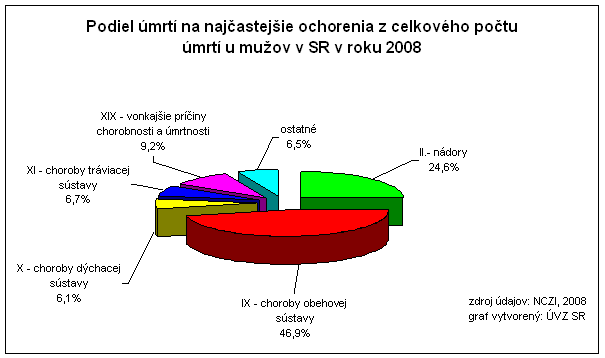 Podiel úmrtí na najčastejšie ochorenia z celkového počtu
úmrtí u mužov v SR v roku 2008
XIX - vonkajšie príčiny
chorobnosti a úmrtnosti
9,2%
ostatné
6,5%
II.- nádory
24,6%
XI - choroby tráviacej
sústavy
6,7%
X - choroby dýchacej
sústavy
6,1%
IX - choroby obehovej
sústavy
46,9%
zdroj údajov: NCZI, 2008
graf vytvorený: ÚVZ SR